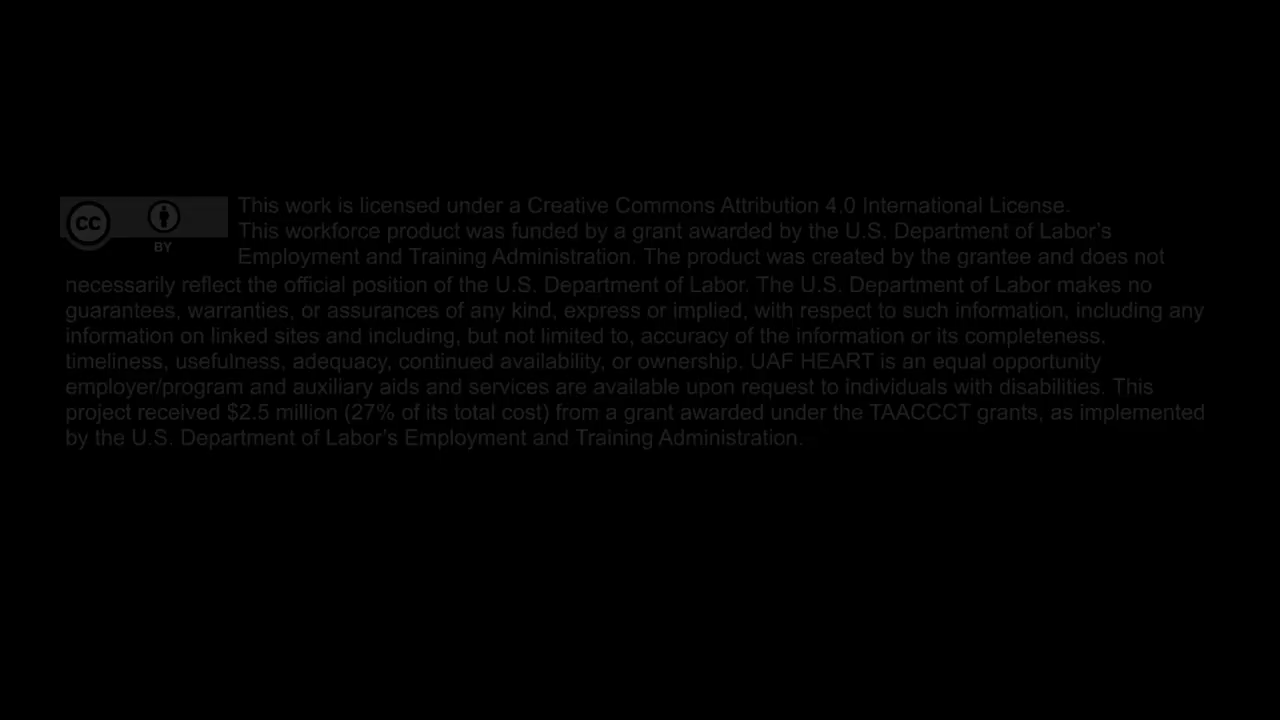 cc
BY
This work is licensed under a Creative Commons Attribution 4.0 International License.
This workforce product was funded by a grant awarded by the U.S. Department of Labor’s
Employment and Training Administration. The product was created by the grantee and does not
necessarily reflect the official position of the U.S. Department of Labor. The U.S. Department of Labor makes no
guarantees, warranties, or assurances of any kind, express or implied, with respect to such information, including any
information on linked sites and including, but not limited to, accuracy of the information or its completeness,
timeliness, usefulness, adequacy, continued availability, or ownership. UAF HEART is an equal opportunity
employer/program and auxiliary aids and services are available upon request to individuals with disabilities. This
project received $2.5 million (27% of its total cost) from a grant awarded under the TAACCCT grants, as implemented
by the U.S. Department of Labor’s Employment and Training Administration.